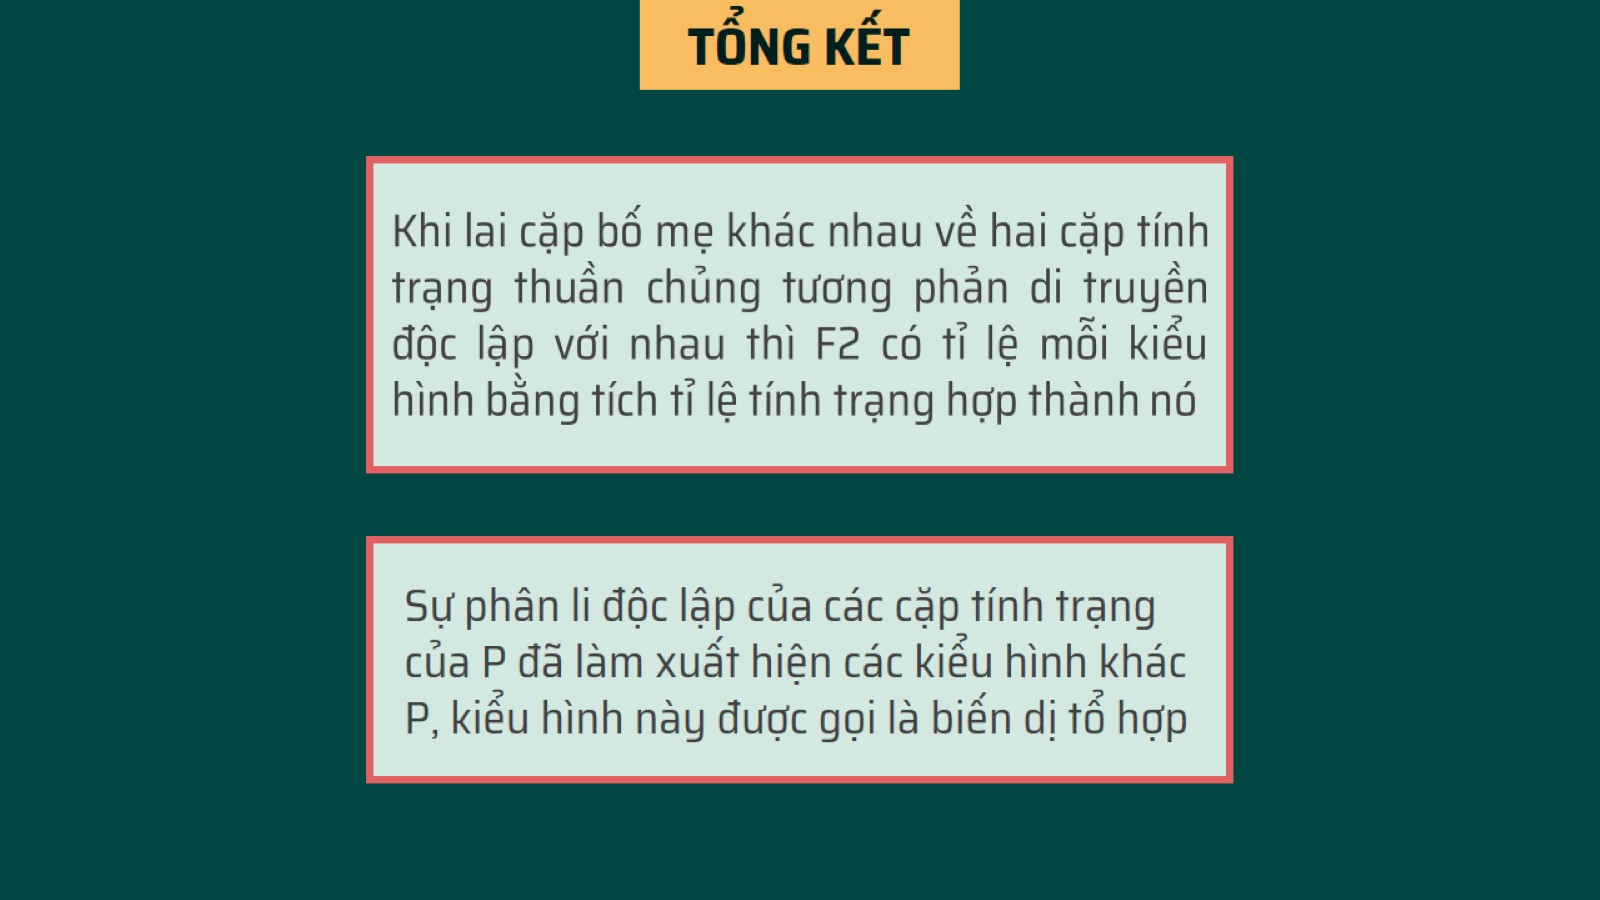 TỔNG KẾT
Khi lai cặp bố mẹ khác nhau về hai cặp tính
trạng thuần chủng tương phản di truyền
độc lập với nhau thì F2 có tỉ lệ mỗi kiểu
hình bằng tích tỉ lệ tính trạng hợp thành nó
Sự phân li độc lập của các cặp tính trạng
của P đã làm xuất hiện các kiểu hình khác
P, kiểu hình này được gọi là biến dị tổ hợp